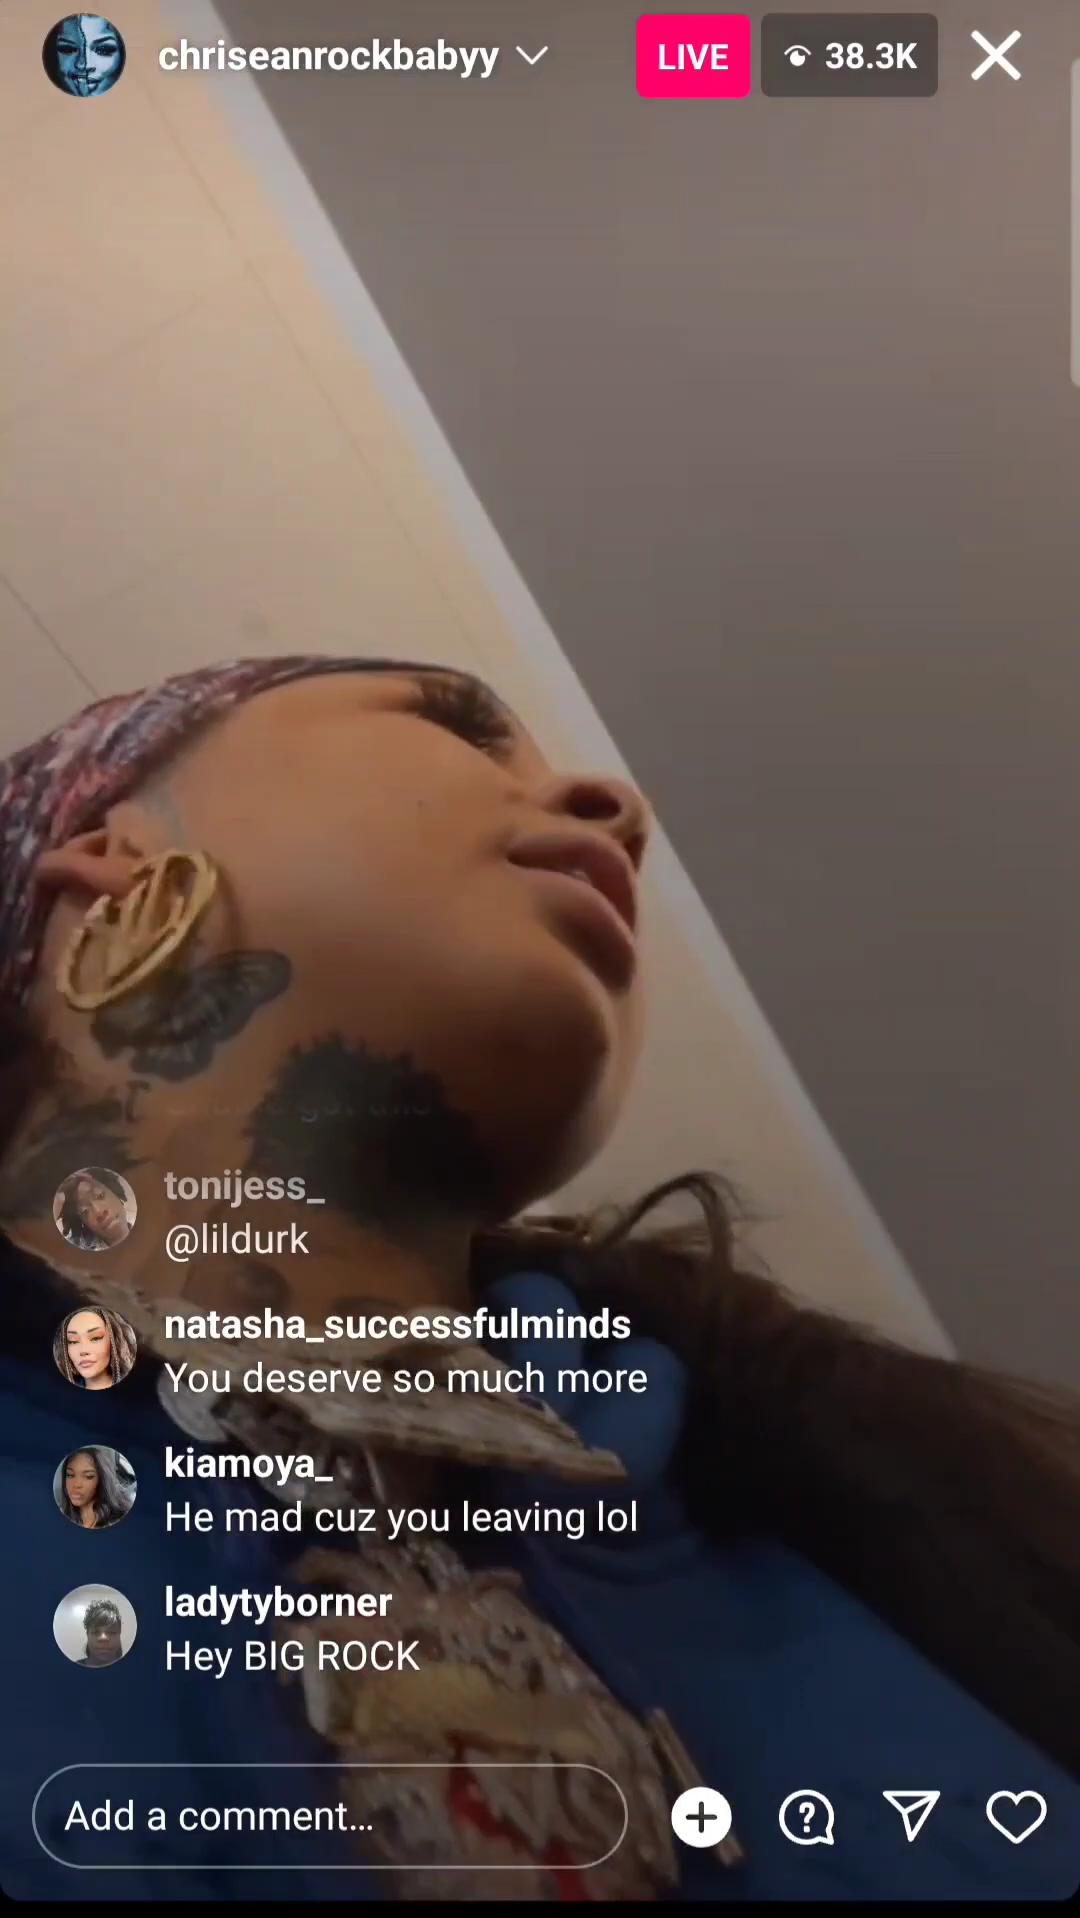 chriseanrockbabyy
LIVE
38.3K
tonijess_
@lildurk
natasha_successfulminds
You deserve so much more
kiamoya_
He mad cuz you leaving lol
ladytyborner
Hey BIG ROCK
Add a comment...